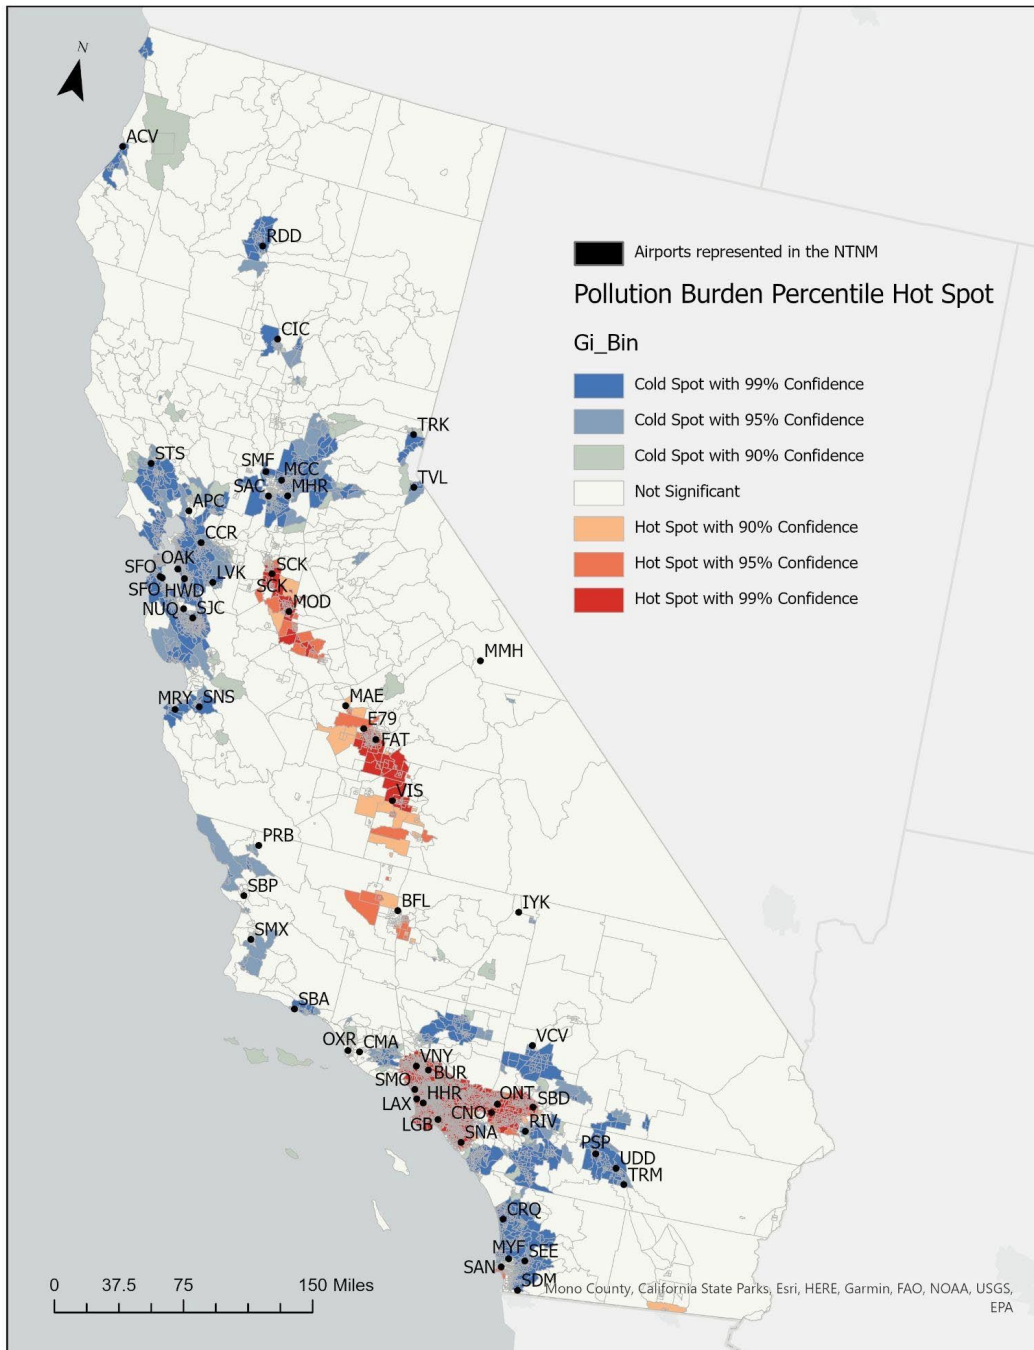 N
ACV
RDD
Airports represented in the NTNM
Pollution Burden Percentile Hot Spot
CIC
Gi_Bin
Cold Spot with 99% Confidence
Cold Spot with 95% Confidence
TRK
STS
SMF
MCC
Cold Spot with 90% Confidence
SAC
MHR
TVL
Not Significant
APC
Hot Spot with 90% Confidence
CCR
OAK
SFO
SCK
Hot Spot with 95% Confidence
LVK
SFO
HWD
SCK
Hot Spot with 99% Confidence
NUQ
SJC
MOD
MMH
MRY
SNS
MAE
E79
FAT
VIS
PRB
SBP
BFL
IYK
SMX
SBA
OXR
CMA
VCV
VNY
BUR
SMO
HHR
ONT
SBD
LAX
CNO
LGB
RIV
SNA
PSP
UDD
TRM
CRQ
MYF
SEE
SAN
SDM
0 37.5 75 150 Miles
Mono County, California State Parks, Esri, HERE, Garmin, FAO, NOAA, USGS,
EPA